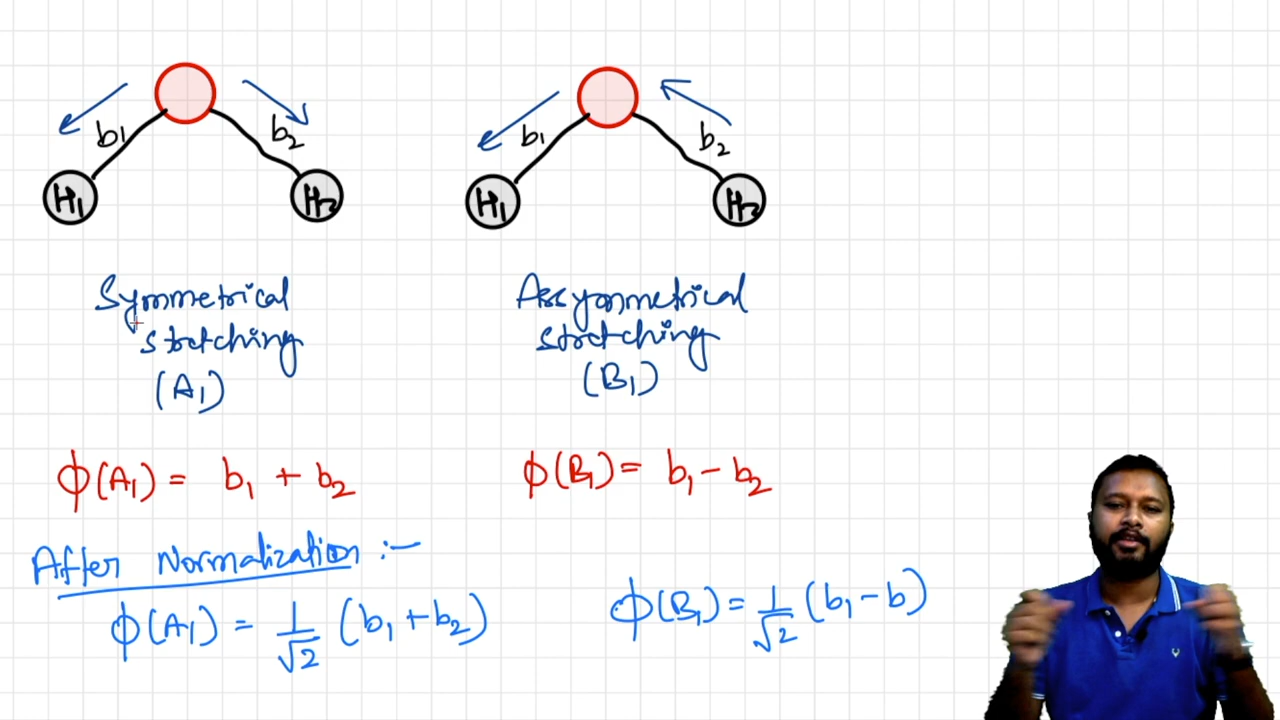 b1
b2
H1
H2
b1
b2
H1
H2
Symmetrical
stretching
(A1)
Assymmetrical
stretching
(B1)
ϕ(A1) = b1 + b2
ϕ(B1) = b1 - b2
After Normalization :-
ϕ(A1) = 1/√2 (b1 + b2)
ϕ(B1) = 1/√2 (b1 - b)